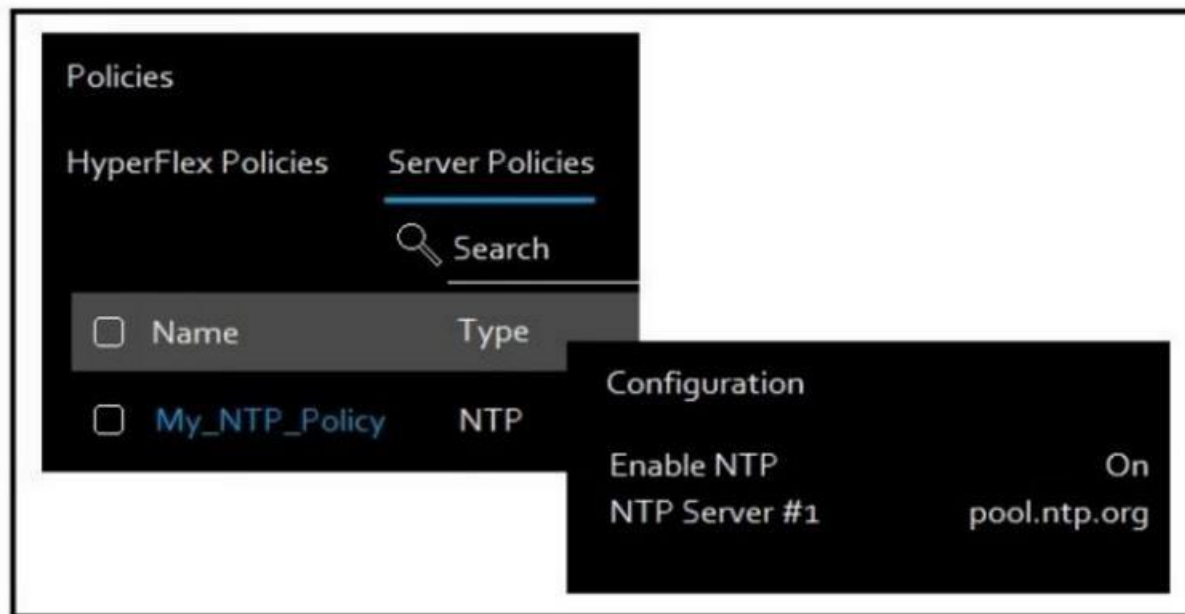 Policies
HyperFlex Policies Server Policies
Search
Name Type
My_NTP_Policy NTP
Configuration
Enable NTP On
NTP Server #1 pool.ntp.org